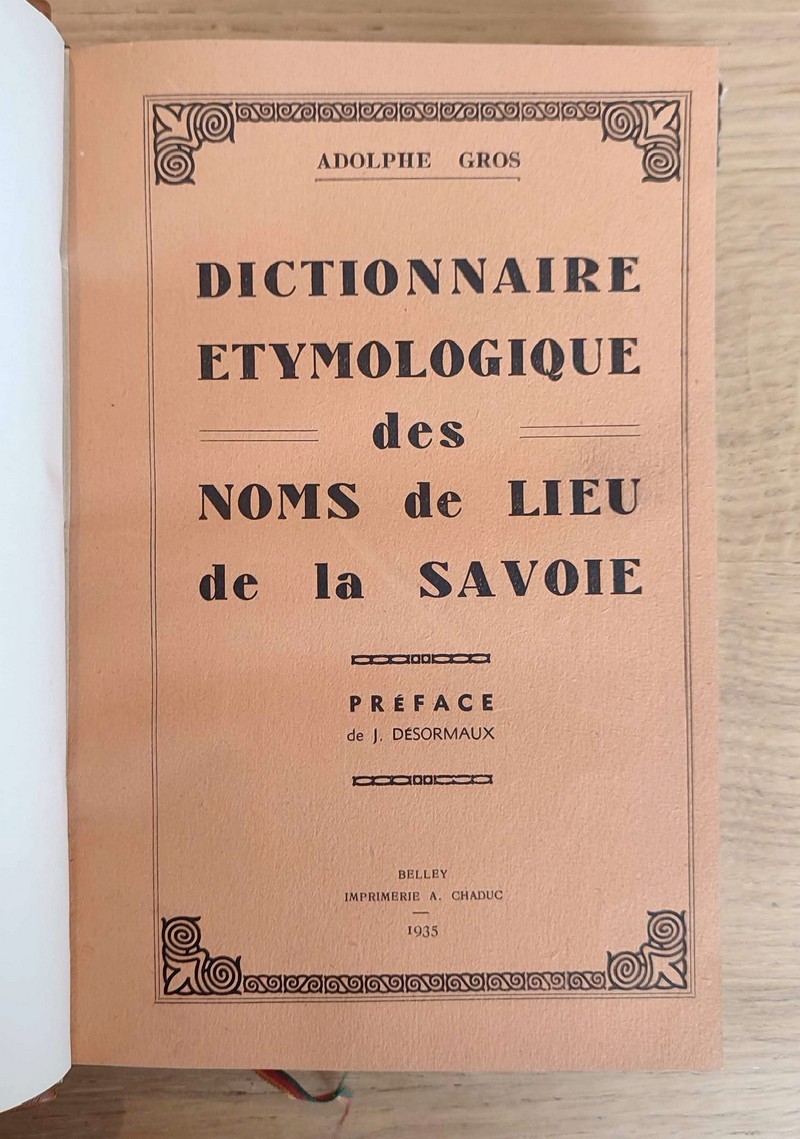 ADOLPHE GROS
DICTIONNAIRE
ETYMOLOGIQUE
des
NOMS de LIEU
de la SAVOIE
PRÉFACE
de J. DÉSORMAUX
BELLEY
IMPRIMERIE A. CHADUC
1935